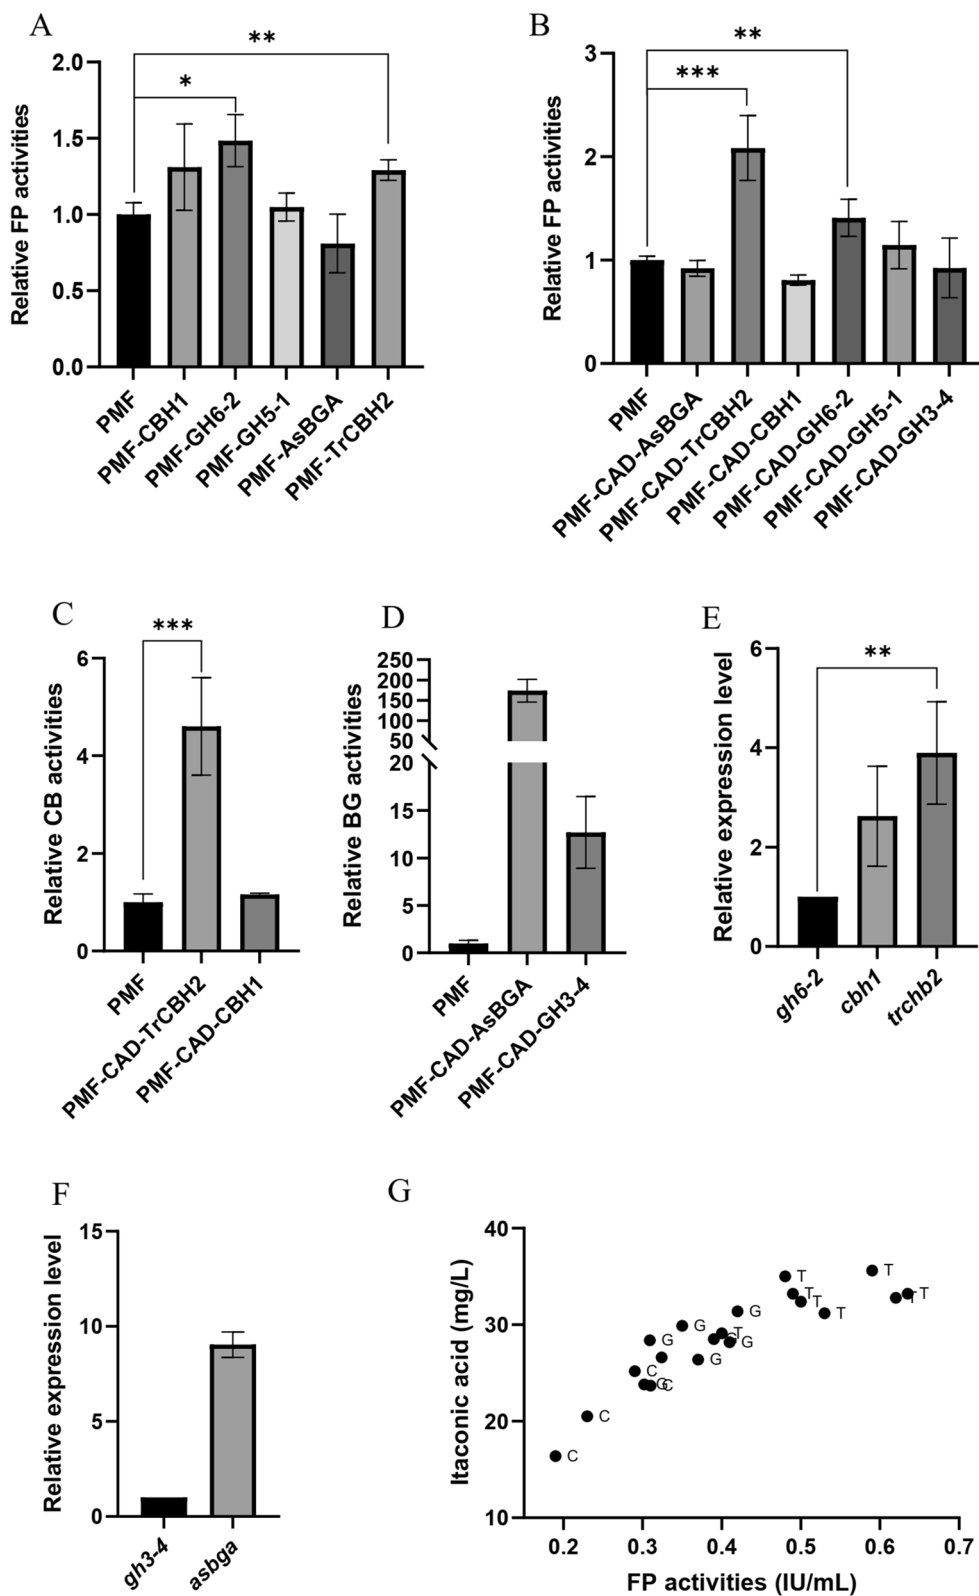 A
**
*
2.0
1.5
1.0
0.5
0.0
Relative FP activities
PMF
PMF-CBH1
PMF-GH6-2
PMF-GH5-1
PMF-AsBGA
PMF-TrCBH2
B
**
***
3
2
1
0
Relative FP activities
PMF
PMF-CAD-AsBGA
PMF-CAD-TrCBH2
PMF-CAD-CBH1
PMF-CAD-GH6-2
PMF-CAD-GH5-1
PMF-CAD-GH3-4
C
***
6
4
2
0
Relative CB activities
PMF
PMF-CAD-TrCBH2
PMF-CAD-CBH1
D
250
200
150
100
50
20
15
10
5
0
Relative BG activities
PMF
PMF-CAD-AsBGA
PMF-CAD-GH3-4
E
**
6
4
2
0
Relative expression level
gh6-2
cbh1
trchb2
F
15
10
5
0
Relative expression level
gh3-4
asbga
G
40
30
20
10
Itaconic acid (mg/L)
T
T
T
T
T
T
T
G
G
G
T
G
G
C
G
C
C
C
0.2
0.3
0.4
0.5
0.6
0.7
FP activities (IU/mL)